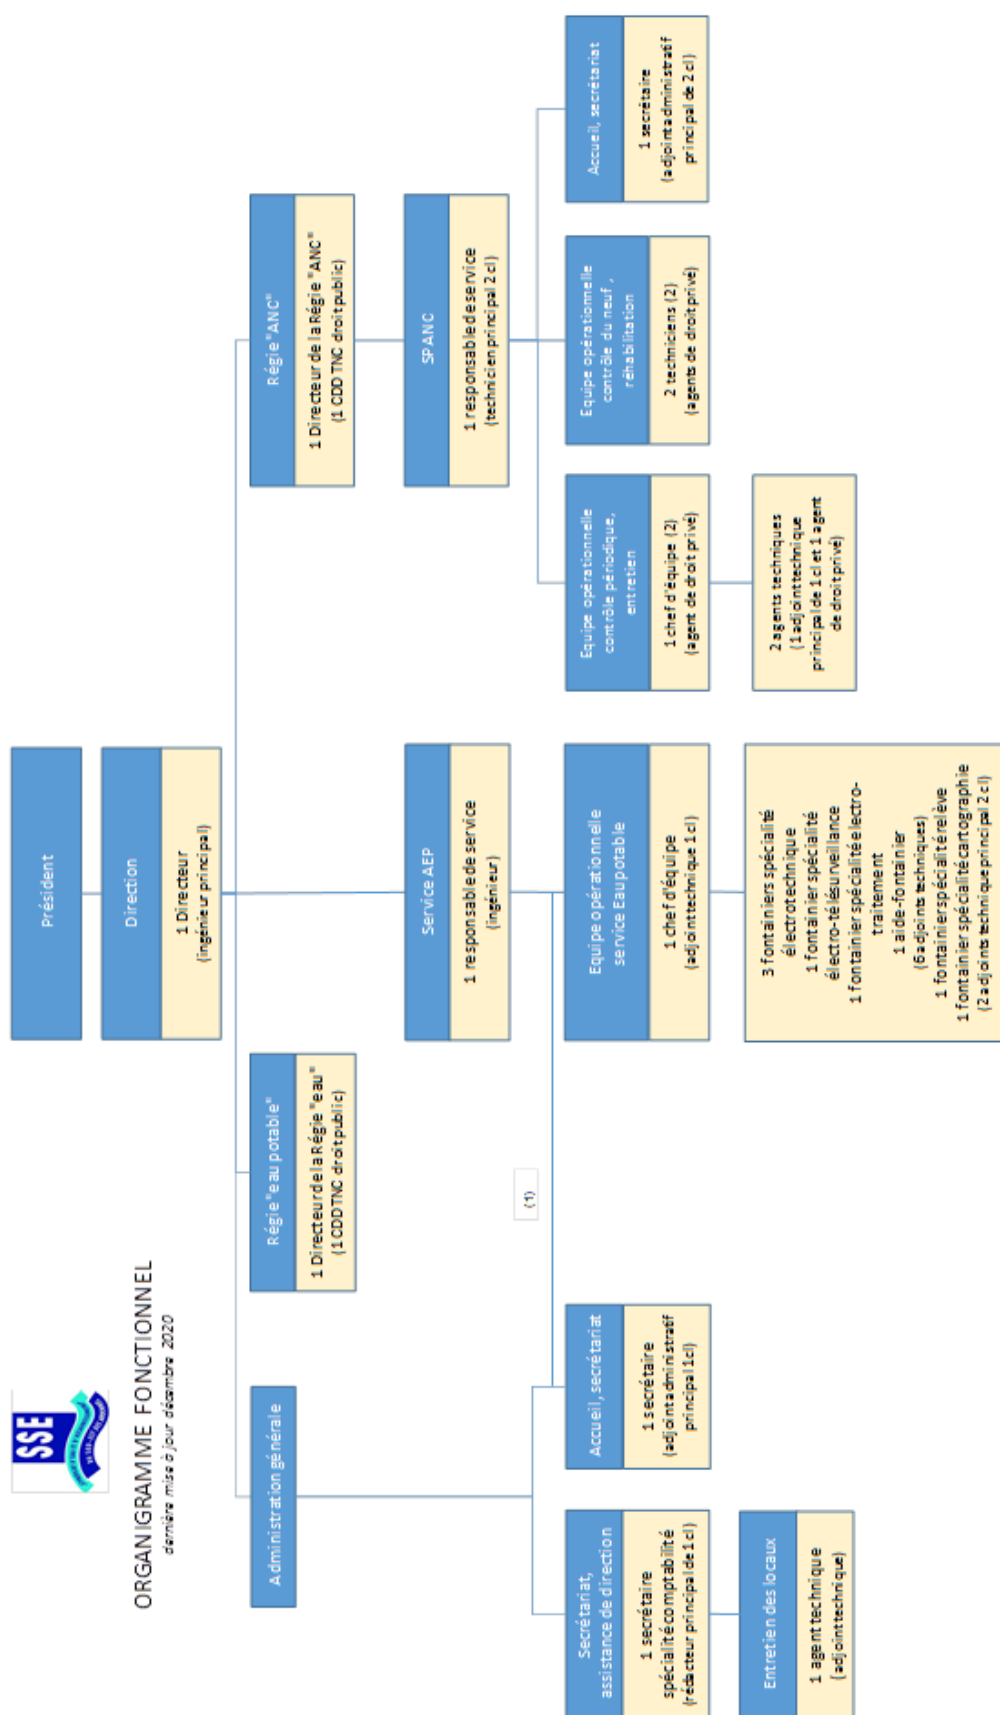 SSE
ORGANIGRAMME FONCTIONNEL
dernière mise à jour décembre 2020
Président
Direction
1 Directeur
(ingénieur principal)
Administration générale
Régie "eau potable"
1 Directeur de la Régie "eau"
(1 CDD TNC droit public)
Régie "ANC"
1 Directeur de la Régie "ANC"
(1 CDD TNC droit public)
Service AEP
1 responsable de service
(ingénieur)
SPANC
1 responsable de service
(technicien principal 2 cl)
(1)
Secrétariat,
assistance de direction
1 secrétaire
spécialité comptabilité
(rédacteur principal de 1 cl)
Accueil, secrétariat
1 secrétaire
(adjoint administratif
principal 1 cl)
Equipe opérationnelle
service Eau potable
1 chef d'équipe
(adjoint technique 1 cl)
Equipe opérationnelle
contrôle périodique,
entretien
1 chef d'équipe (2)
(agent de droit privé)
Equipe opérationnelle
contrôle du neuf ,
réhabilitation
2 techniciens (2)
(agents de droit privé)
Accueil, secrétariat
1 secrétaire
(adjoint administratif
principal de 2 cl)
Entretien des locaux
1 agent technique
(adjoint technique)
3 fontainiers spécialité
électrotechnique
1 fontainier spécialité
électro-télésurveillance
1 fontainier spécialité electro-
traitement
1 aide-fontainier
(6 adjoints techniques)
1 fontainier spécialité relève
1 fontainier spécialité cartographie
(2 adjoints technique principal 2 cl)
2 agents techniques
(1 adjoint technique
principal de 1 cl et 1 agent
de droit privé)